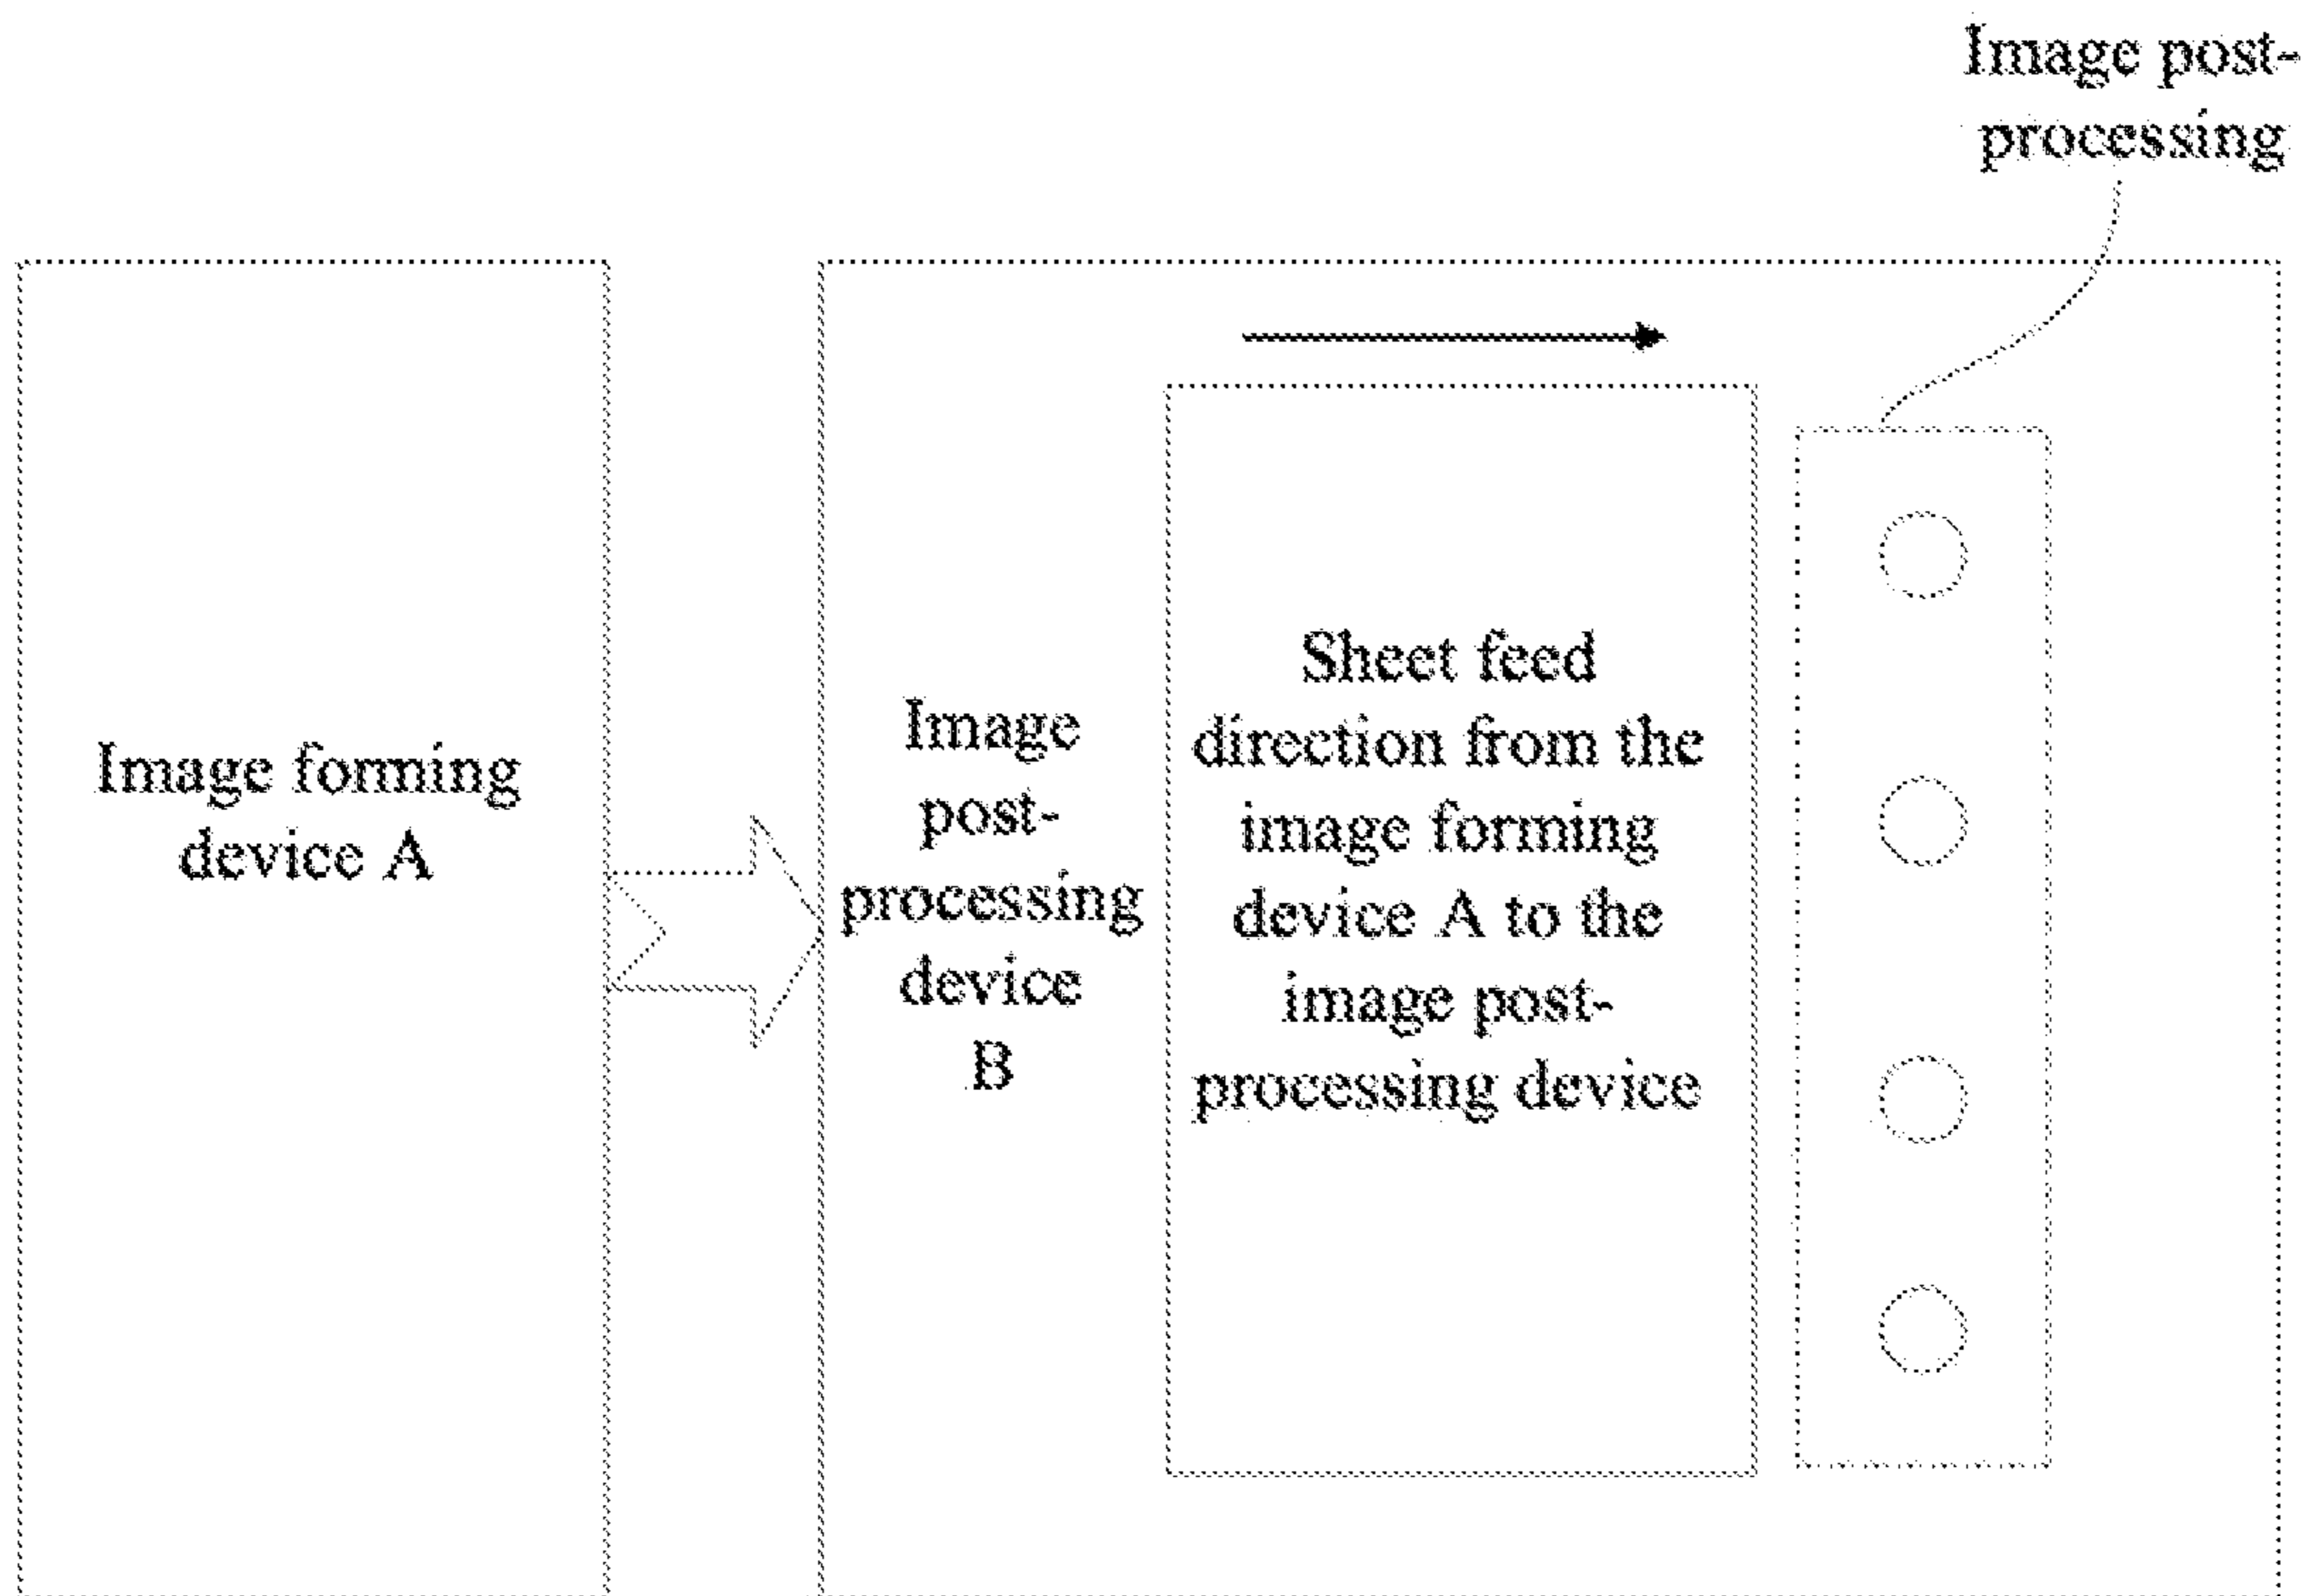 Image post-
processing
Image forming
device A
Image
post-
processing
device
B
Sheet feed
direction from the
image forming
device A to the
image post-
processing device